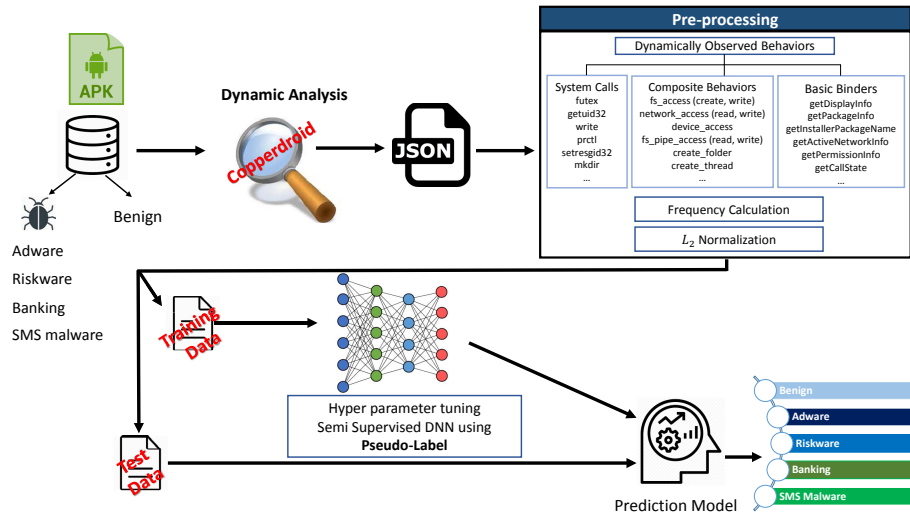 APK
Benign
Adware
Riskware
Banking
SMS malware
Dynamic Analysis
Copperdroid
JSON
Pre-processing
Dynamically Observed Behaviors
System Calls
futex
getuid32
write
prctl
setresgid32
mkdir
...
Composite Behaviors
fs_access (create, write)
network_access (read, write)
device_access
fs_pipe_access (read, write)
create_folder
create_thread
...
Basic Binders
getDisplayInfo
getPackageInfo
getInstallerPackageName
getActiveNetworkInfo
getPermissionInfo
getCallState
...
Frequency Calculation
L₂ Normalization
Training
Data
Hyper parameter tuning
Semi Supervised DNN using
Pseudo-Label
Test
Data
Prediction Model
Benign
Adware
Riskware
Banking
SMS Malware